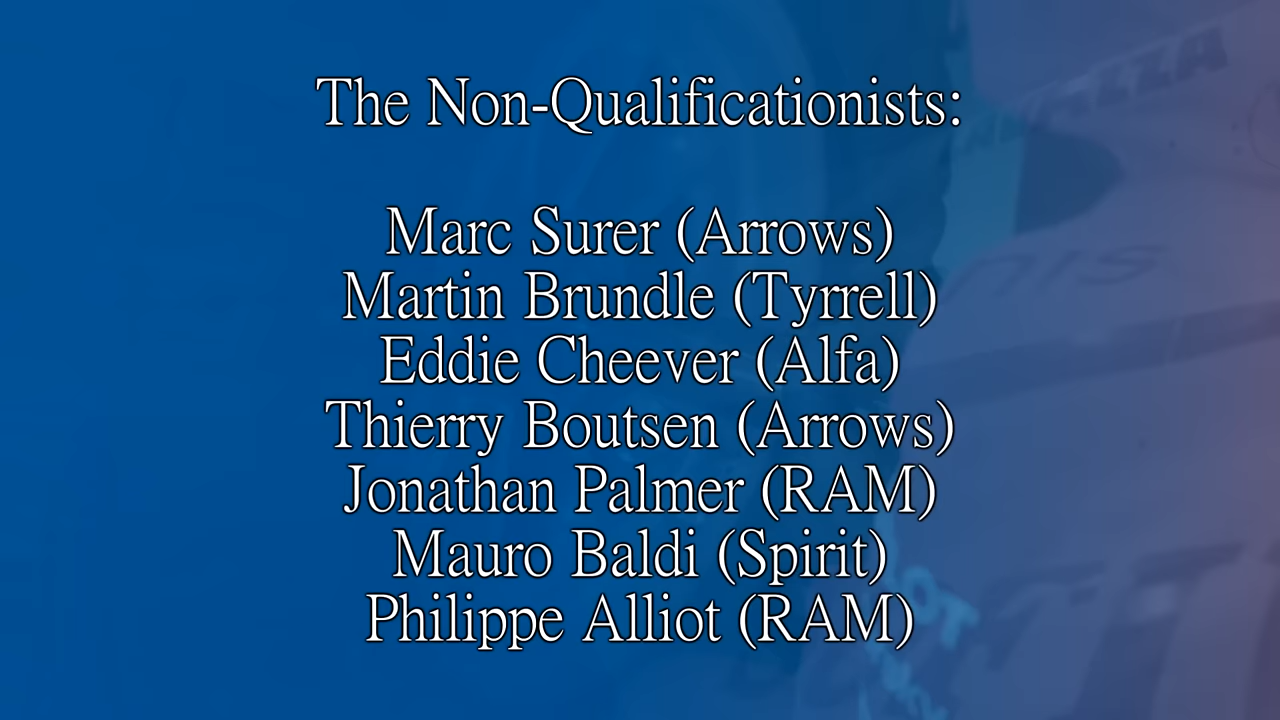 The Non-Qualificationists:
Marc Surer (Arrows)
Martin Brundle (Tyrrell)
Eddie Cheever (Alfa)
Thierry Boutsen (Arrows)
Jonathan Palmer (RAM)
Mauro Baldi (Spirit)
Philippe Alliot (RAM)